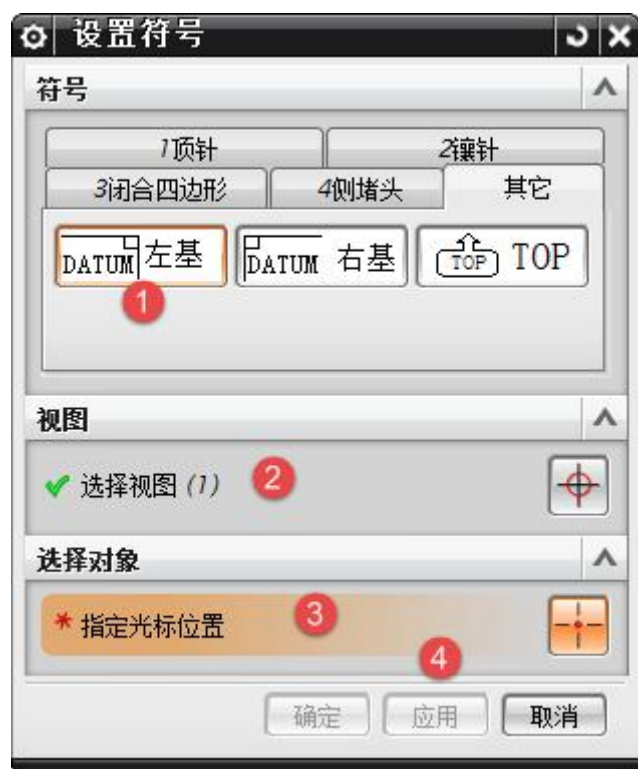 设置符号
符号
1顶针 2镶针
3闭合四边形 4侧堵头 其它
DATUM 左基 DATUM 右基 TOP TOP
1
视图
选择视图 (1) 2
选择对象
* 指定光标位置 3
4
确定 应用 取消